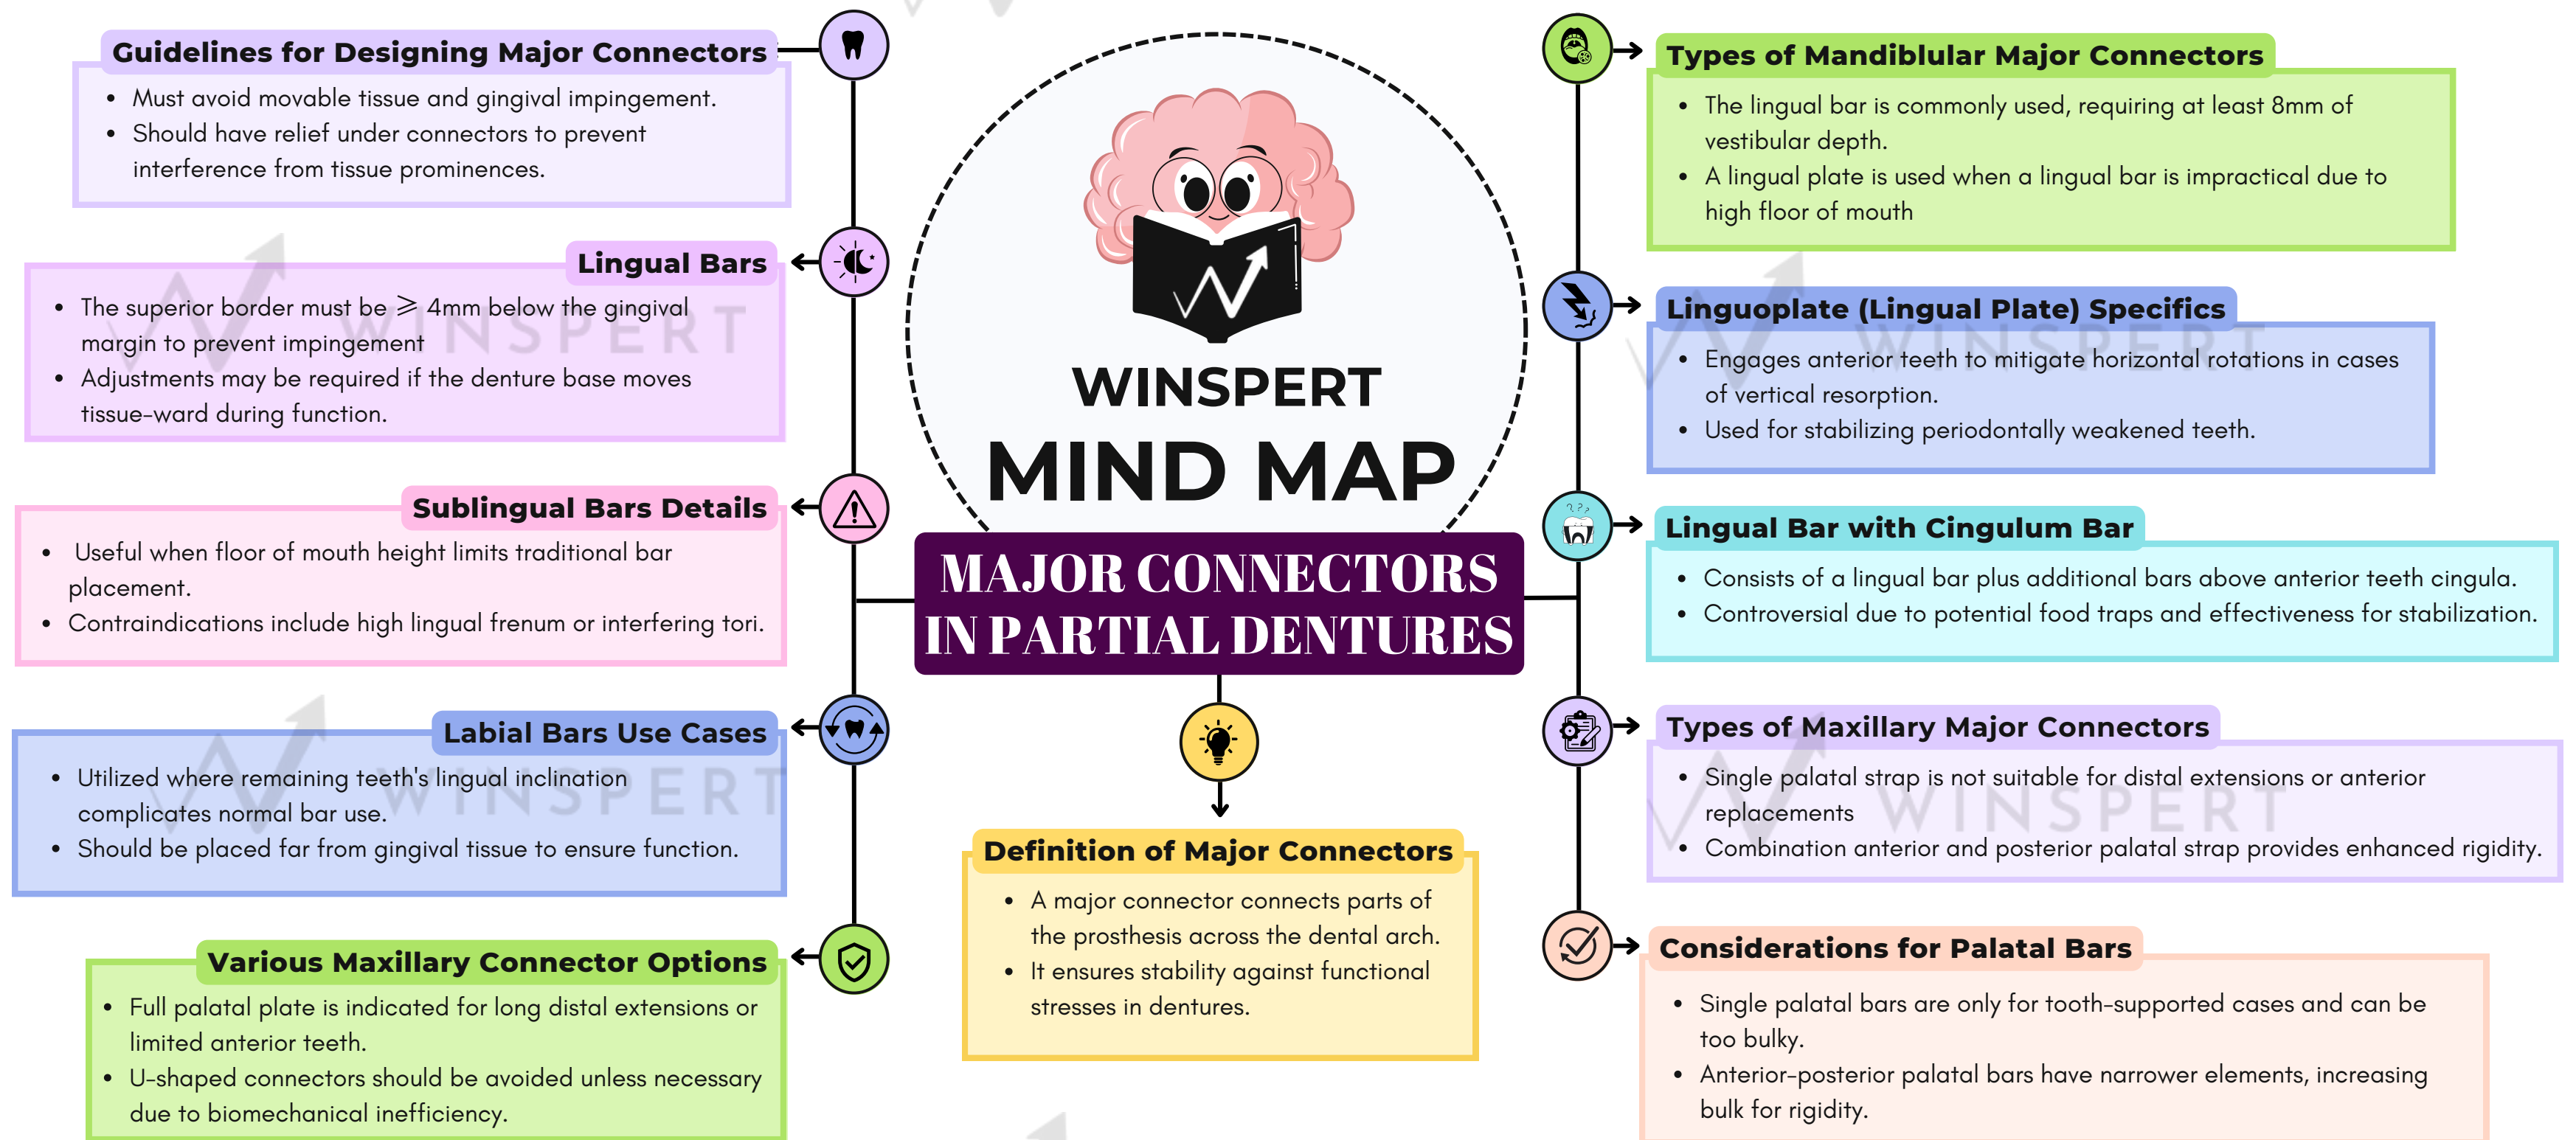 Guidelines for Designing Major Connectors
• Must avoid movable tissue and gingival impingement.
• Should have relief under connectors to prevent
interference from tissue prominences.
Lingual Bars
• The superior border must be ⩾ 4mm below the gingival
margin to prevent impingement
• Adjustments may be required if the denture base moves
tissue-ward during function.
Sublingual Bars Details
• Useful when floor of mouth height limits traditional bar
placement.
• Contraindications include high lingual frenum or interfering tori.
Labial Bars Use Cases
• Utilized where remaining teeth's lingual inclination
complicates normal bar use.
• Should be placed far from gingival tissue to ensure function.
Various Maxillary Connector Options
• Full palatal plate is indicated for long distal extensions or
limited anterior teeth.
• U-shaped connectors should be avoided unless necessary
due to biomechanical inefficiency.
WINSPERT
MIND MAP
MAJOR CONNECTORS
IN PARTIAL DENTURES
Definition of Major Connectors
• A major connector connects parts of
the prosthesis across the dental arch.
• It ensures stability against functional
stresses in dentures.
Types of Mandiblular Major Connectors
• The lingual bar is commonly used, requiring at least 8mm of
vestibular depth.
• A lingual plate is used when a lingual bar is impractical due to
high floor of mouth
Linguoplate (Lingual Plate) Specifics
• Engages anterior teeth to mitigate horizontal rotations in cases
of vertical resorption.
• Used for stabilizing periodontally weakened teeth.
Lingual Bar with Cingulum Bar
• Consists of a lingual bar plus additional bars above anterior teeth cingula.
• Controversial due to potential food traps and effectiveness for stabilization.
Types of Maxillary Major Connectors
• Single palatal strap is not suitable for distal extensions or anterior
replacements
• Combination anterior and posterior palatal strap provides enhanced rigidity.
Considerations for Palatal Bars
• Single palatal bars are only for tooth-supported cases and can be
too bulky.
• Anterior-posterior palatal bars have narrower elements, increasing
bulk for rigidity.
WINSPERT
WINSPERT
WINSPERT
WINSPERT